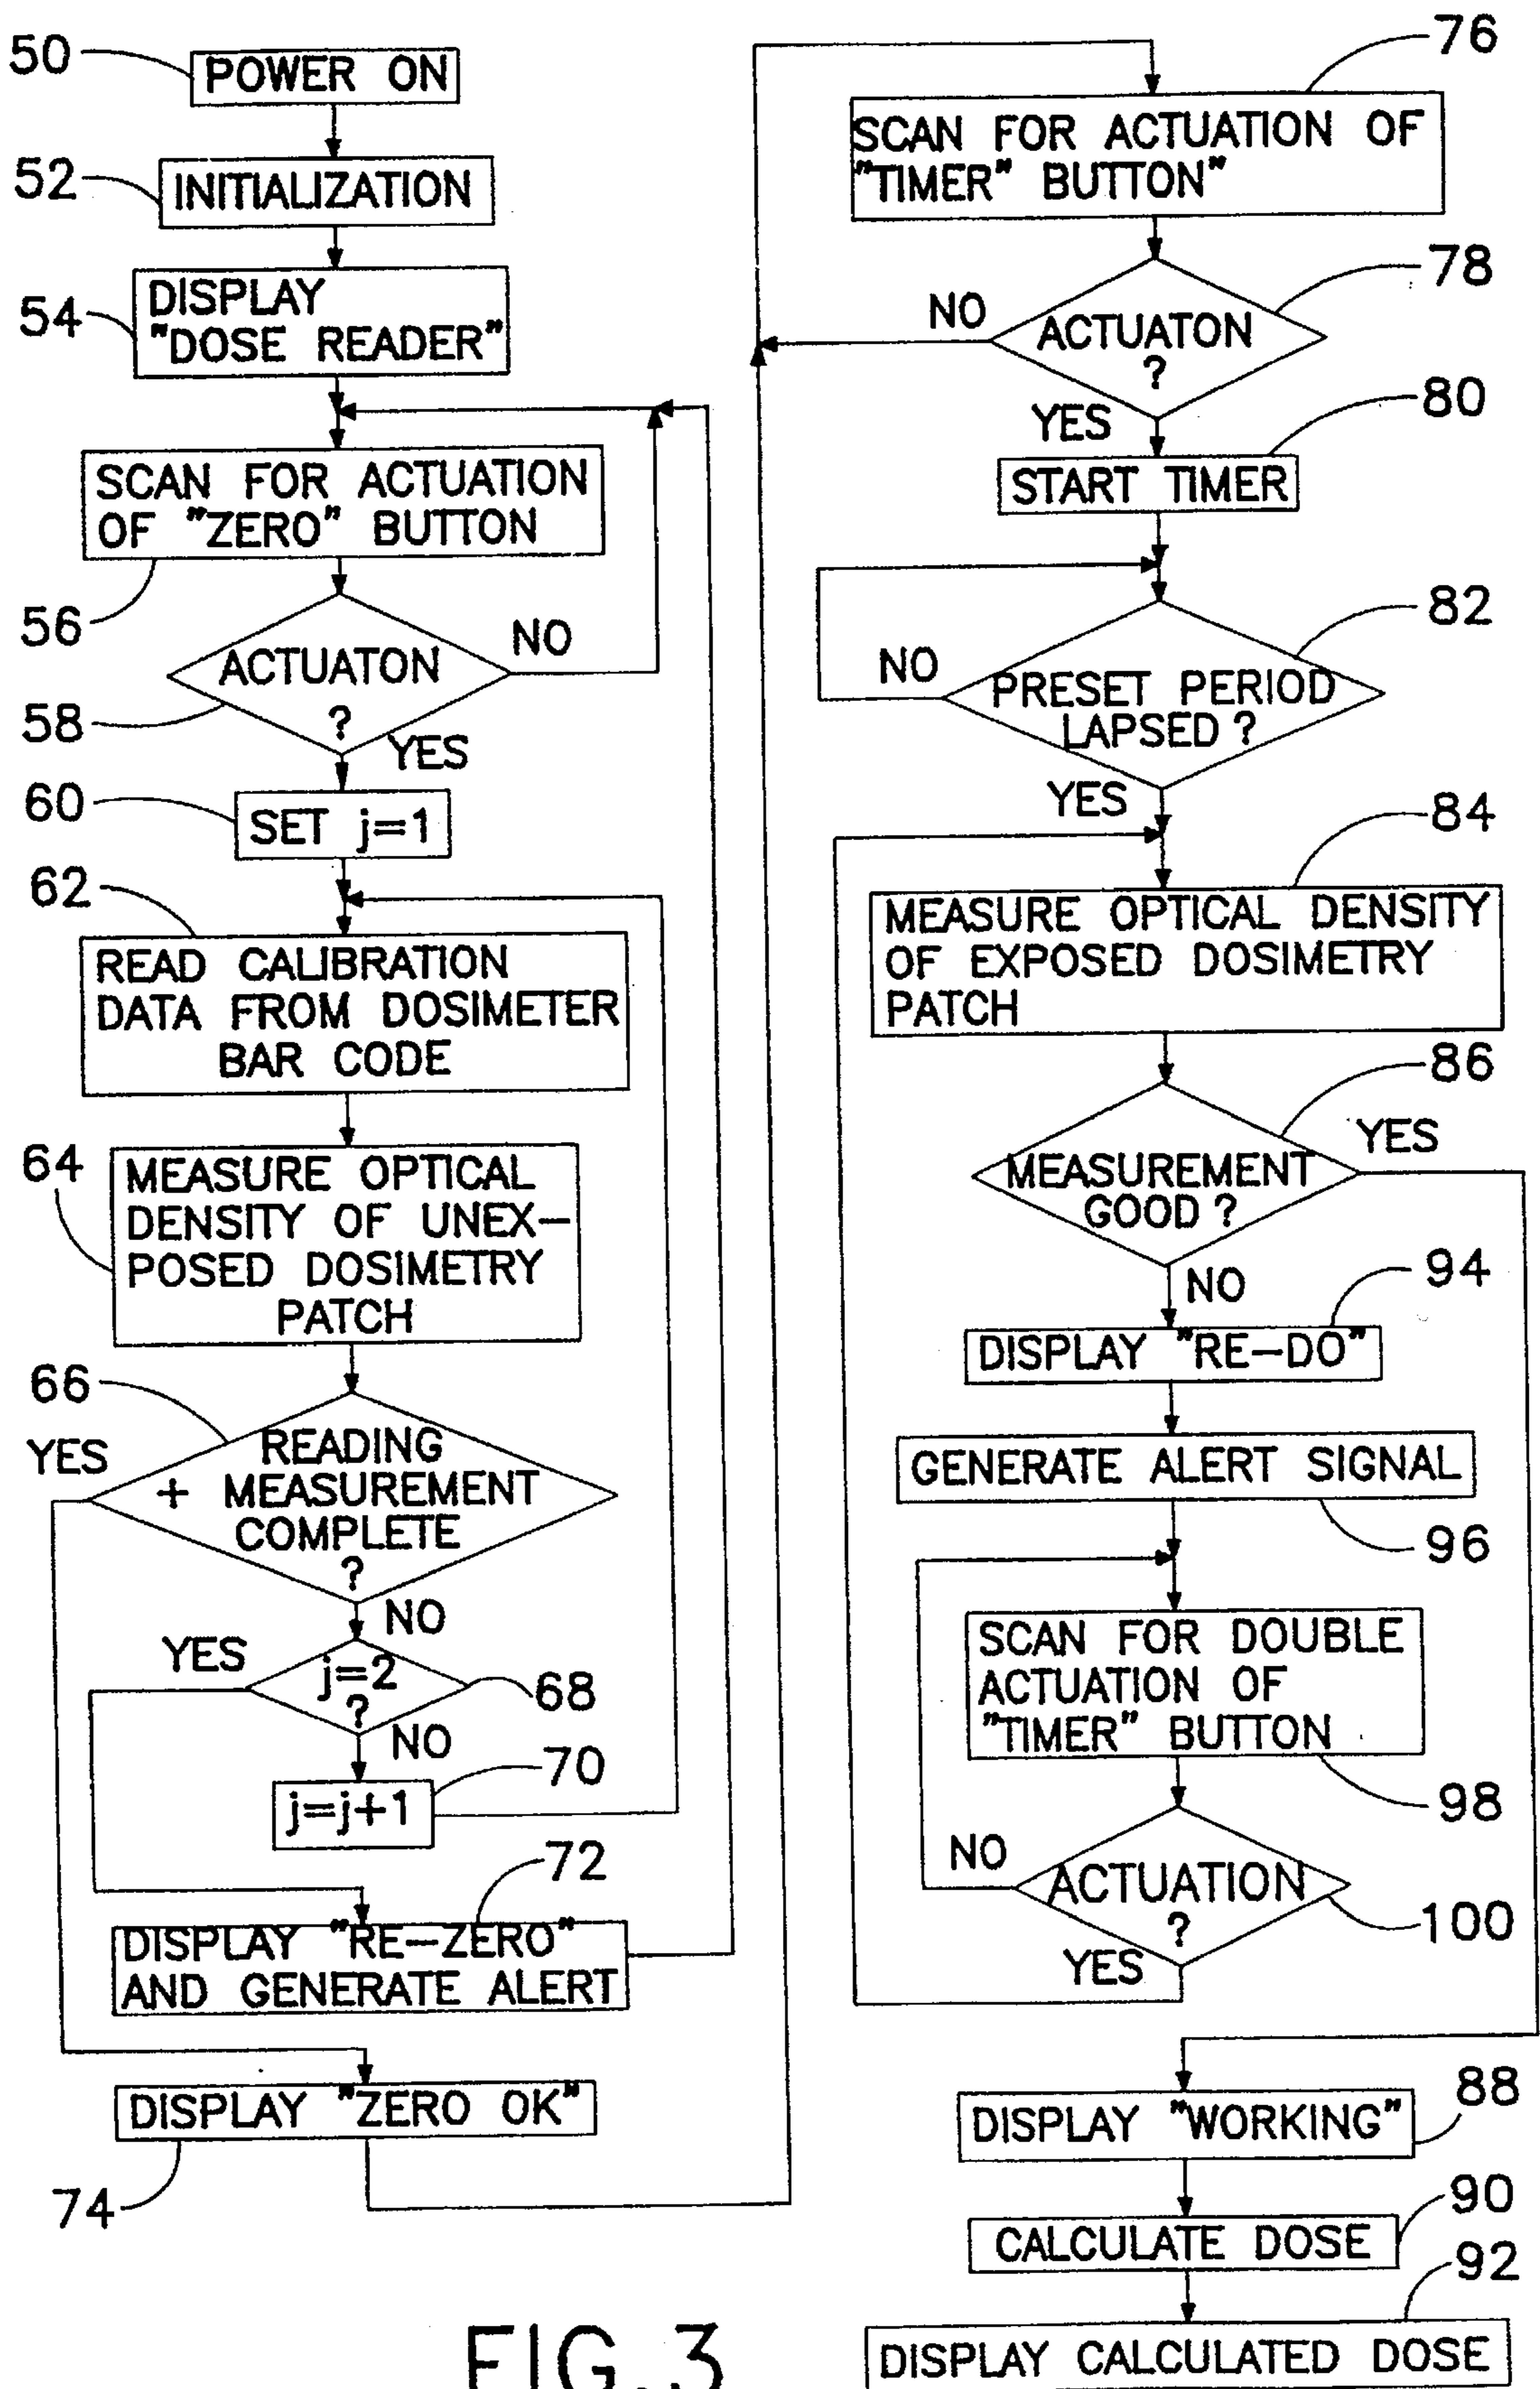 50
POWER ON
52
INITIALIZATION
54
DISPLAY
"DOSE READER"
SCAN FOR ACTUATION
OF "ZERO" BUTTON
56
ACTUATON
?
NO
58
YES
60
SET j=1
62
READ CALIBRATION
DATA FROM DOSIMETER
BAR CODE
64
MEASURE OPTICAL
DENSITY OF UNEX-
POSED DOSIMETRY
PATCH
66
YES
READING
+ MEASUREMENT
COMPLETE
?
NO
YES
j=2
?
68
NO
70
j=j+1
72
DISPLAY "RE-ZERO"
AND GENERATE ALERT
DISPLAY "ZERO OK"
74
76
SCAN FOR ACTUATION OF
"TIMER" BUTTON"
78
NO
ACTUATON
?
YES
80
START TIMER
82
NO
PRESET PERIOD
LAPSED ?
YES
84
MEASURE OPTICAL DENSITY
OF EXPOSED DOSIMETRY
PATCH
86
YES
MEASUREMENT
GOOD ?
NO
94
DISPLAY "RE-DO"
GENERATE ALERT SIGNAL
96
SCAN FOR DOUBLE
ACTUATION OF
"TIMER" BUTTON
98
NO
ACTUATION
?
100
YES
DISPLAY "WORKING"
88
90
CALCULATE DOSE
92
DISPLAY CALCULATED DOSE
FIG.3